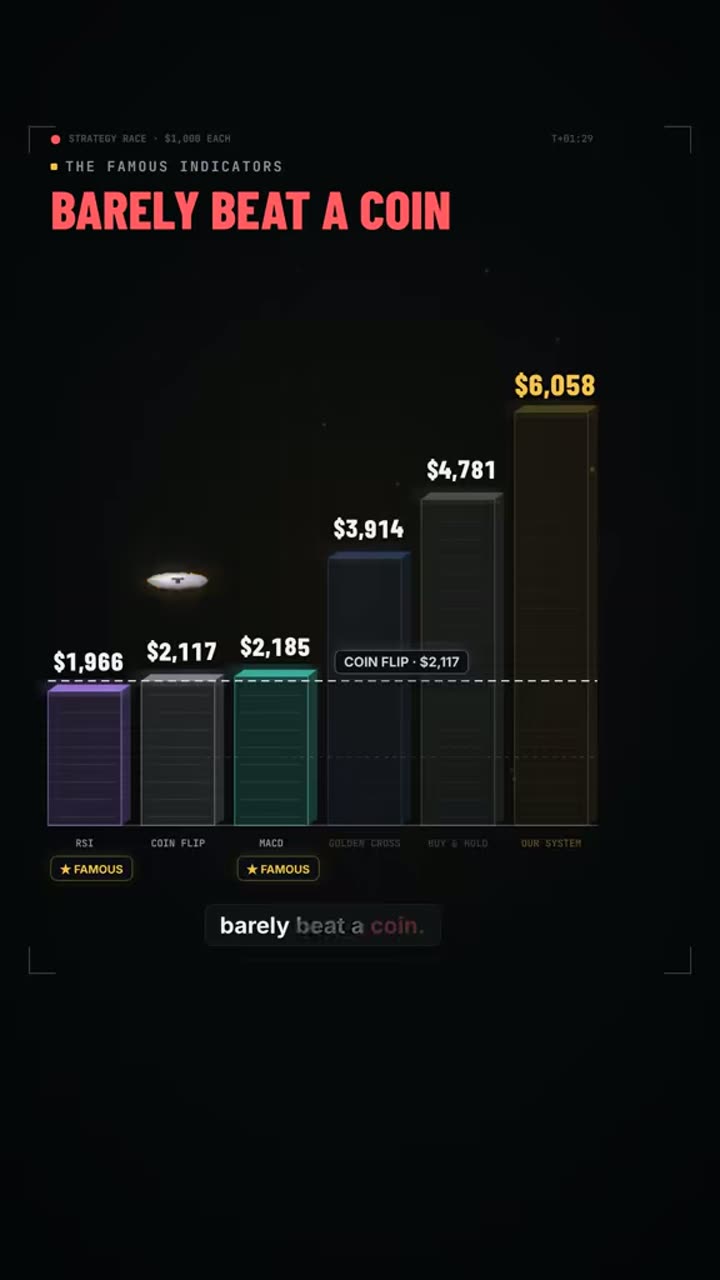 STRATEGY RACE · $1,000 EACH
T+01:29
THE FAMOUS INDICATORS
BARELY BEAT A COIN
$6,058
$4,781
$3,914
$1,966
$2,117
$2,185
COIN FLIP · $2,117
RSI
COIN FLIP
MACD
GOLDEN CROSS
BUY & HOLD
OUR SYSTEM
★ FAMOUS
★ FAMOUS
barely beat a coin.